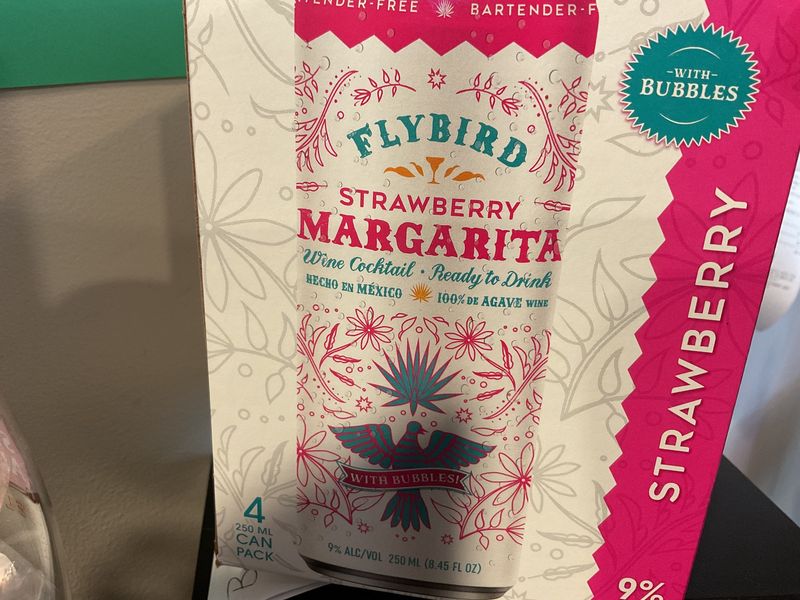 TENDER-FREE BARTENDER-F
-WITH-
BUBBLES
FLYBIRD
STRAWBERRY
MARGARITA
Wine Cocktail • Ready to Drink
HECHO EN MÉXICO 100% DE AGAVE WINE
WITH BUBBLES!
4
250 ML
CAN
PACK
9% ALC/VOL 250 ML (8.45 FL OZ)
STRAWBERRY
9%